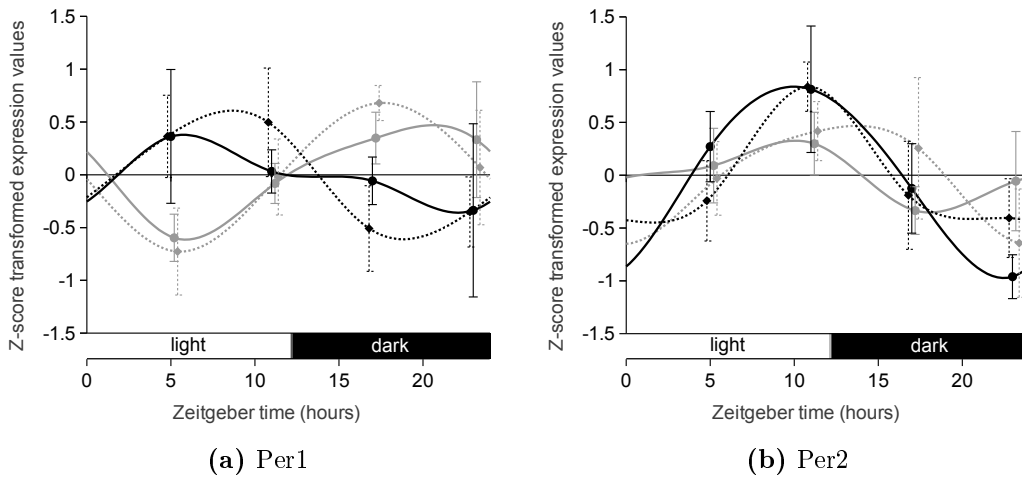 Z-score transformed expression values
1.5
1
0.5
0
-0.5
-1
-1.5
light
dark
0 5 10 15 20
Zeitgeber time (hours)
(a) Per1
Z-score transformed expression values
1.5
1
0.5
0
-0.5
-1
-1.5
light
dark
0 5 10 15 20
Zeitgeber time (hours)
(b) Per2